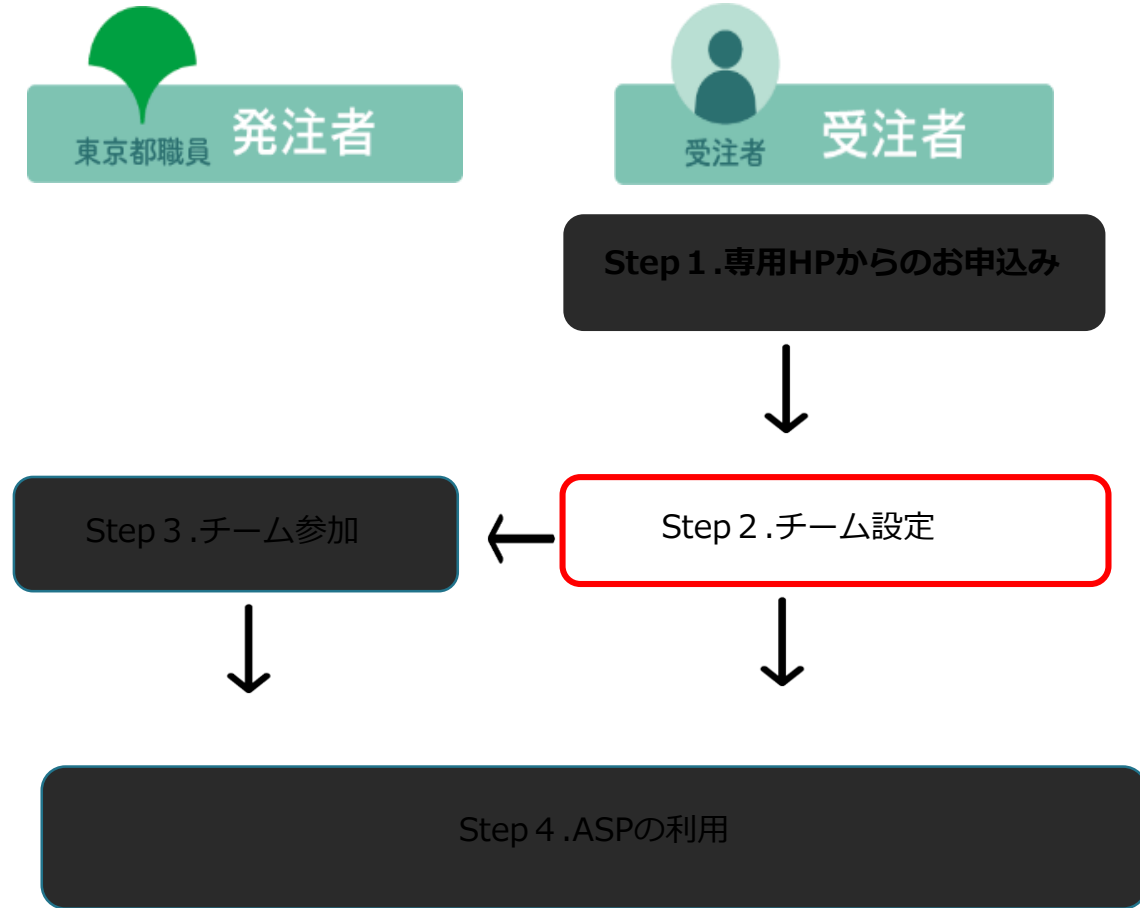 東京都職員 発注者
受注者 受注者
Step１.専用HPからのお申込み
Step３.チーム参加
Step２.チーム設定
Step４.ASPの利用